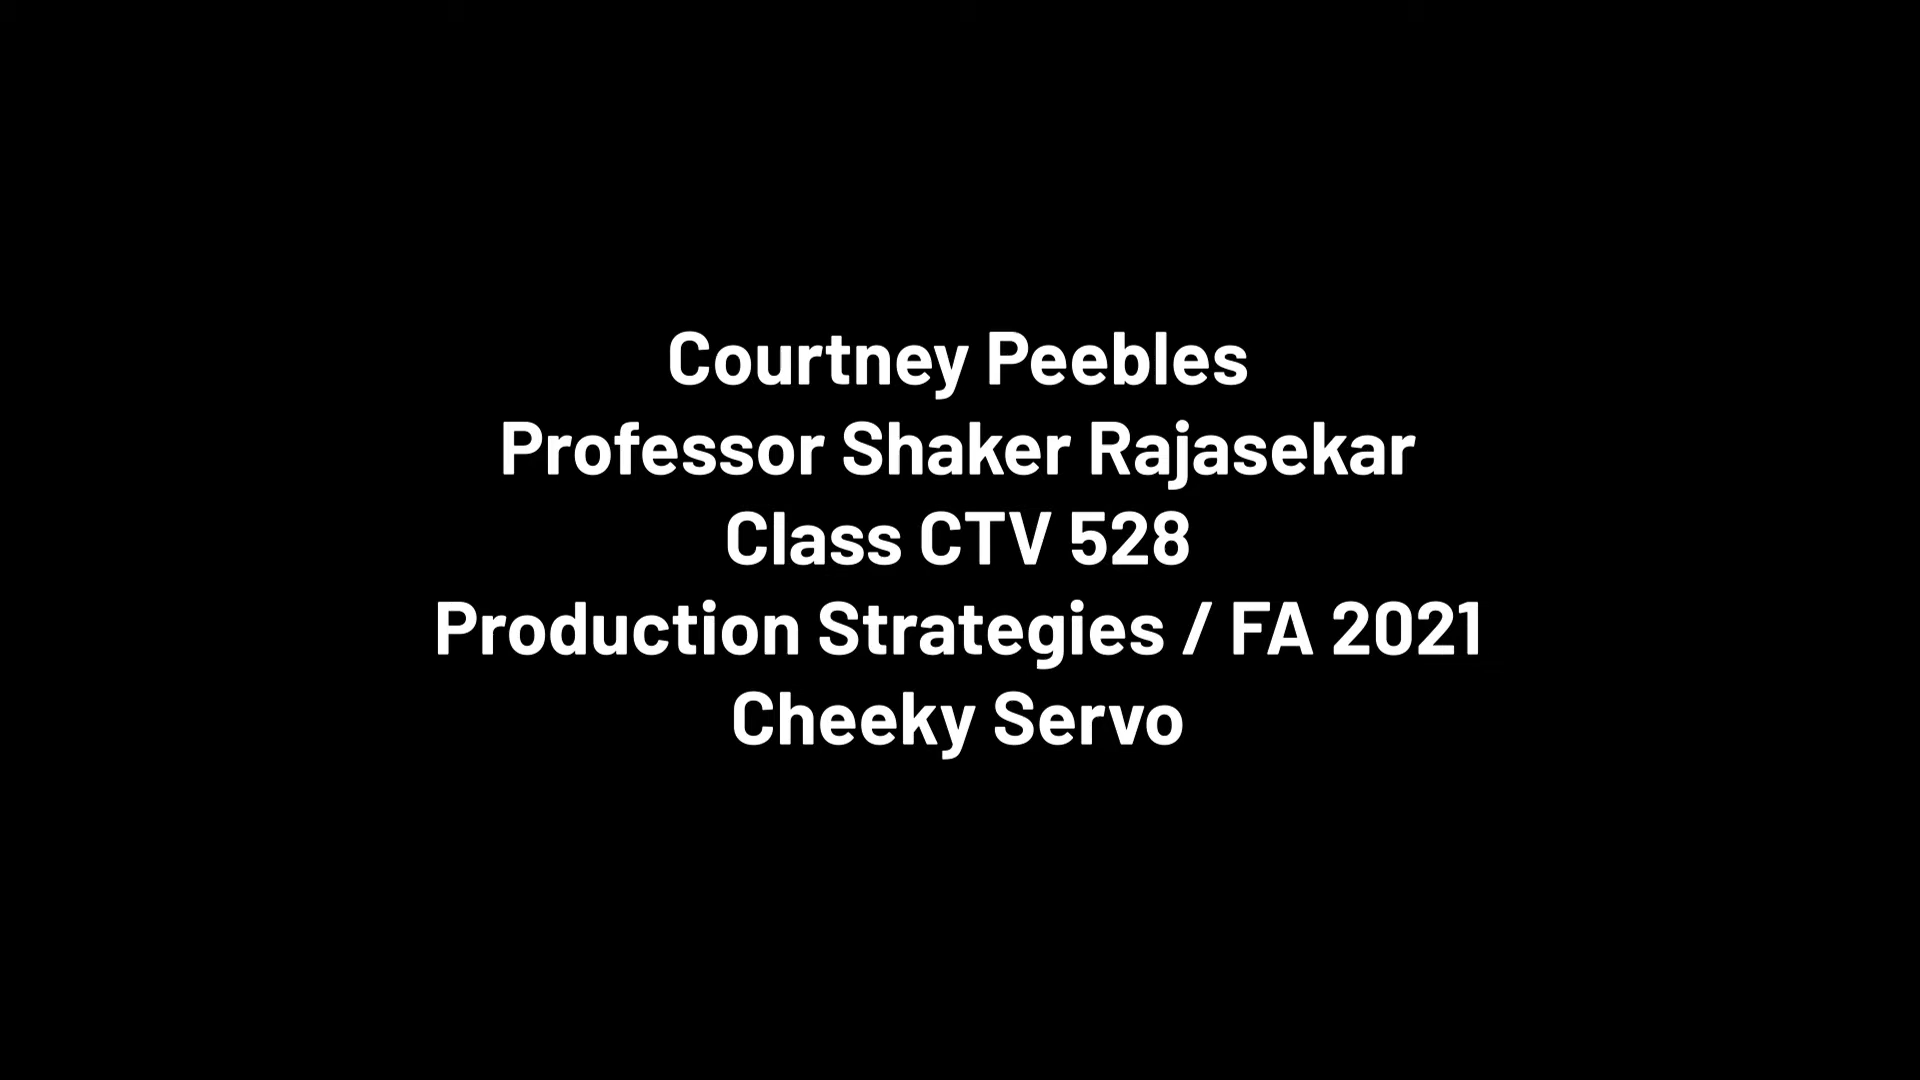 Courtney Peebles
Professor Shaker Rajasekar
Class CTV 528
Production Strategies / FA 2021
Cheeky Servo